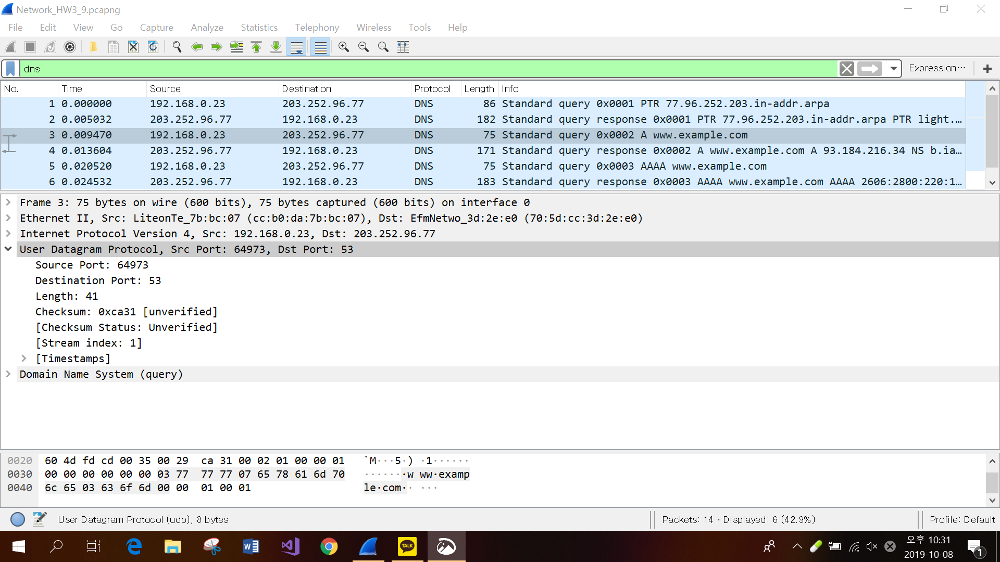 Network_HW3_9.pcapng
File Edit View Go Capture Analyze Statistics Telephony Wireless Tools Help
dns
Expression…
No. Time Source Destination Protocol Length Info
1 0.000000 192.168.0.23 203.252.96.77 DNS 86 Standard query 0x0001 PTR 77.96.252.203.in-addr.arpa
2 0.005032 203.252.96.77 192.168.0.23 DNS 182 Standard query response 0x0001 PTR 77.96.252.203.in-addr.arpa PTR light.…
3 0.009470 192.168.0.23 203.252.96.77 DNS 75 Standard query 0x0002 A www.example.com
4 0.013604 203.252.96.77 192.168.0.23 DNS 171 Standard query response 0x0002 A www.example.com A 93.184.216.34 NS b.ia…
5 0.020520 192.168.0.23 203.252.96.77 DNS 75 Standard query 0x0003 AAAA www.example.com
6 0.024532 203.252.96.77 192.168.0.23 DNS 183 Standard query response 0x0003 AAAA www.example.com AAAA 2606:2800:220:1…
Frame 3: 75 bytes on wire (600 bits), 75 bytes captured (600 bits) on interface 0
Ethernet II, Src: LiteonTe_7b:bc:07 (cc:b0:da:7b:bc:07), Dst: EfmNetwo_3d:2e:e0 (70:5d:cc:3d:2e:e0)
Internet Protocol Version 4, Src: 192.168.0.23, Dst: 203.252.96.77
User Datagram Protocol, Src Port: 64973, Dst Port: 53
Source Port: 64973
Destination Port: 53
Length: 41
Checksum: 0xca31 [unverified]
[Checksum Status: Unverified]
[Stream index: 1]
[Timestamps]
Domain Name System (query)
0020 60 4d fd cd 00 35 00 29 ca 31 00 02 01 00 00 01 `M···5·) ·1······
0030 00 00 00 00 00 00 03 77 77 77 07 65 78 61 6d 70 ·······w ww·examp
0040 6c 65 03 63 6f 6d 00 00 01 00 01 le·com·· ···
User Datagram Protocol (udp), 8 bytes
Packets: 14 · Displayed: 6 (42.9%)
Profile: Default
TALK
오후 10:31
2019-10-08
1